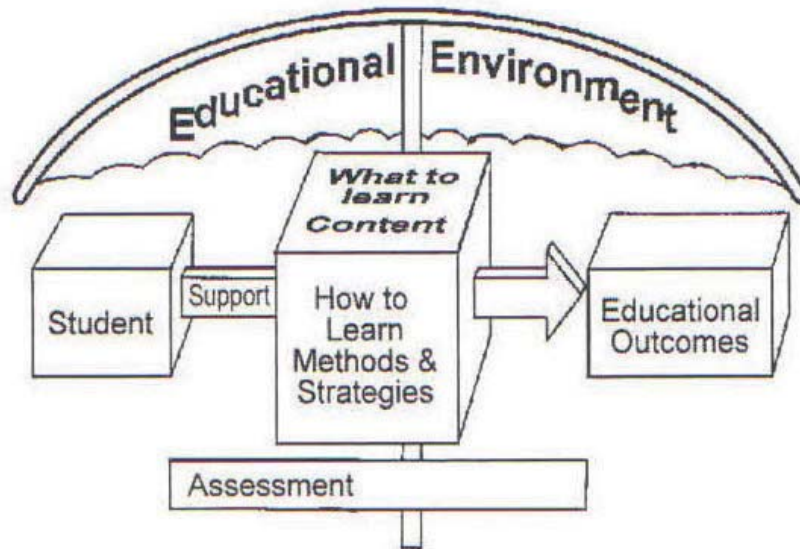 Educational Environment
What to
learn
Content
Student
Support
How to
Learn
Methods &
Strategies
Educational
Outcomes
Assessment